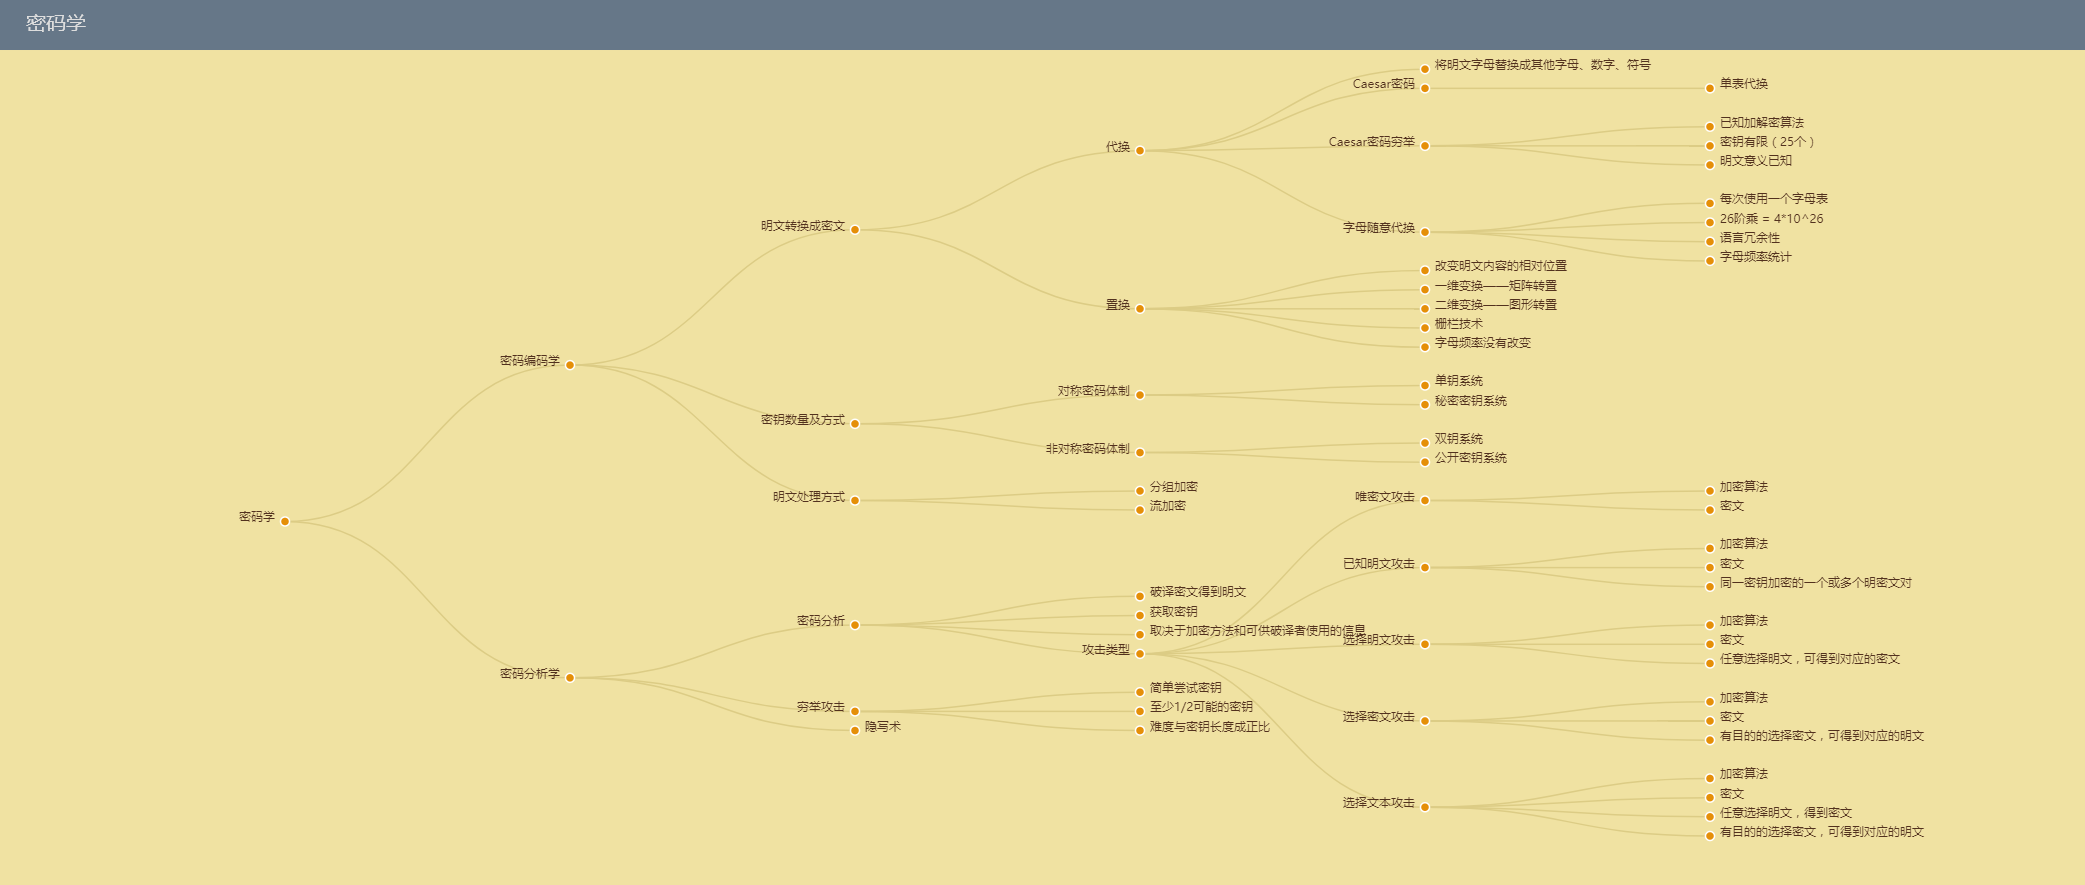 密码学
密码学
密码编码学
明文转换成密文
代换
将明文字母替换成其他字母、数字、符号
Caesar密码
单表代换
Caesar密码穷举
已知加解密算法
密钥有限（25个）
明文意义已知
字母随意代换
每次使用一个字母表
26阶乘 = 4*10^26
语言冗余性
字母频率统计
置换
改变明文内容的相对位置
一维变换——矩阵转置
二维变换——图形转置
栅栏技术
字母频率没有改变
密钥数量及方式
对称密码体制
单钥系统
秘密密钥系统
非对称密码体制
双钥系统
公开密钥系统
明文处理方式
分组加密
流加密
密码分析学
密码分析
破译密文得到明文
获取密钥
取决于加密方法和可供破译者使用的信息
攻击类型
唯密文攻击
加密算法
密文
已知明文攻击
加密算法
密文
同一密钥加密的一个或多个明密文对
选择明文攻击
加密算法
密文
任意选择明文，可得到对应的密文
选择密文攻击
加密算法
密文
有目的的选择密文，可得到对应的明文
选择文本攻击
加密算法
密文
任意选择明文，得到密文
有目的的选择密文，可得到对应的明文
穷举攻击
简单尝试密钥
至少1/2可能的密钥
难度与密钥长度成正比
隐写术